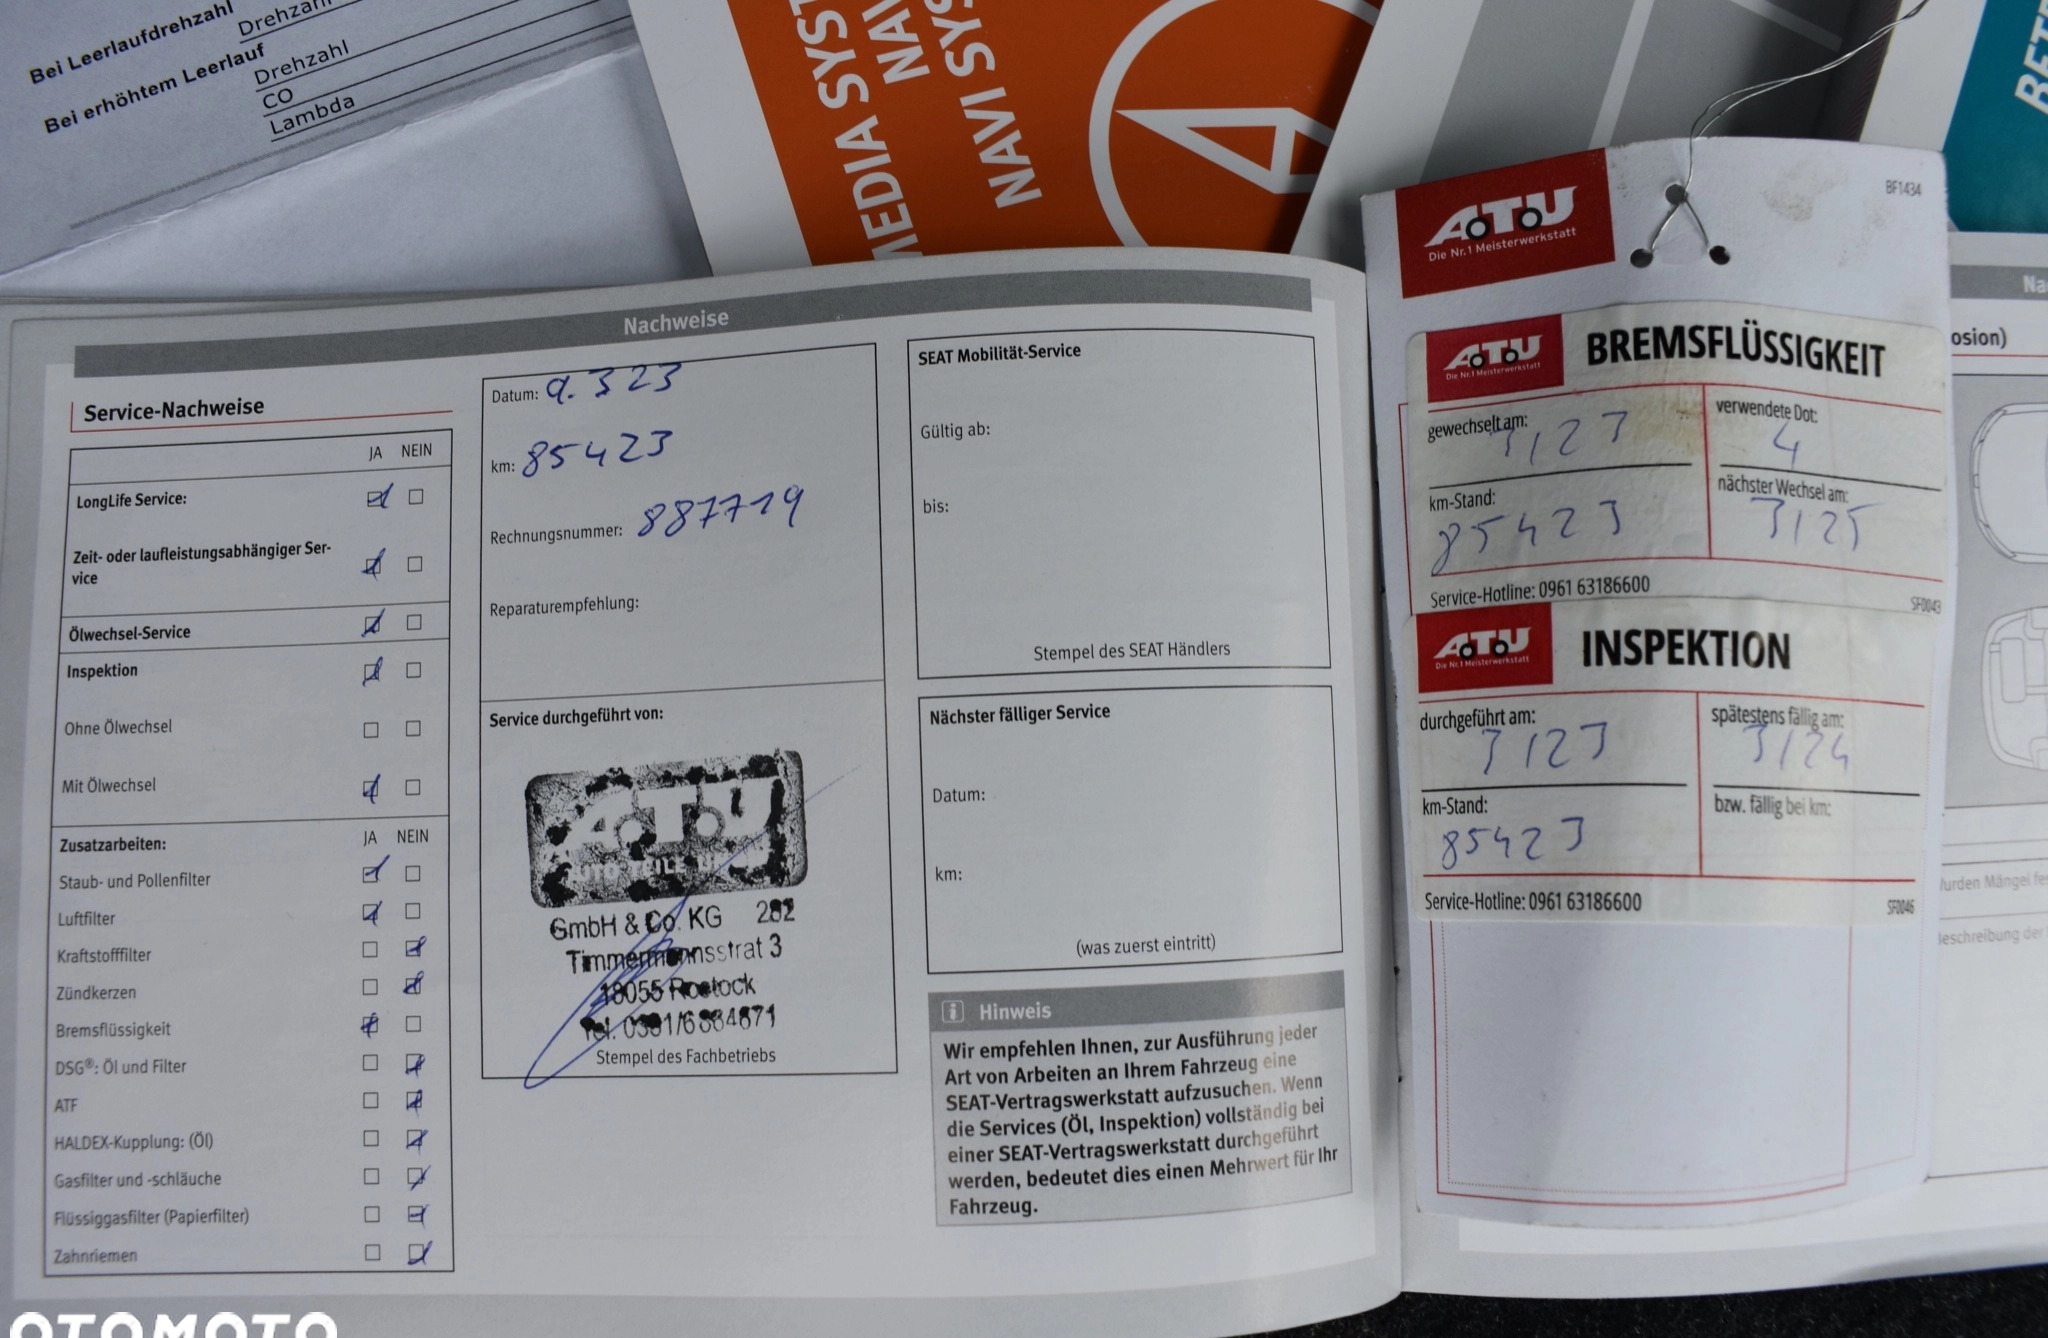 Bei Leerlaufdrehzahl
Drehzahl
Bei erhöhtem Leerlauf
Drehzahl
CO
Lambda
NAVI
BF1434
ATU
Die Nr.1 Meisterwerkstatt
Nachweise
Service-Nachweise
JA NEIN
LongLife Service:
Zeit- oder laufleistungsabhängiger Ser-
vice
Ölwechsel-Service
Inspektion
Ohne Ölwechsel
Mit Ölwechsel
Zusatzarbeiten: JA NEIN
Staub- und Pollenfilter
Luftfilter
Kraftstofffilter
Zündkerzen
Bremsflüssigkeit
DSG®: Öl und Filter
ATF
HALDEX-Kupplung: (Öl)
Gasfilter und -schläuche
Flüssiggasfilter (Papierfilter)
Zahnriemen
Datum: 9. 3 23
km: 85423
Rechnungsnummer: 887719
Reparaturempfehlung:
Service durchgeführt von:
ATU
GmbH & Co. KG 282
3
18055 Rostock
Tel.
Stempel des Fachbetriebs
SEAT Mobilität-Service
Gültig ab:
bis:
Stempel des SEAT Händlers
Nächster fälliger Service
Datum:
km:
(was zuerst eintritt)
Hinweis
Wir empfehlen Ihnen, zur Ausführung jeder
Art von Arbeiten an Ihrem Fahrzeug eine
SEAT-Vertragswerkstatt aufzusuchen. Wenn
die Services (Öl, Inspektion) vollständig bei
einer SEAT-Vertragswerkstatt durchgeführt
werden, bedeutet dies einen Mehrwert für Ihr
Fahrzeug.
ATU
Die Nr.1 Meisterwerkstatt
BREMSFLÜSSIGKEIT
gewechselt am:
3/23
verwendete Dot:
4
km-Stand:
85423
nächster Wechsel am:
3/25
Service-Hotline: 0961 63186600
SF0043
ATU
Die Nr.1 Meisterwerkstatt
INSPEKTION
durchgeführt am:
3/23
spätestens fällig am:
3/24
km-Stand:
85423
bzw. fällig bei km:
Service-Hotline: 0961 63186600
SF0046
osion)
OTOMOTO